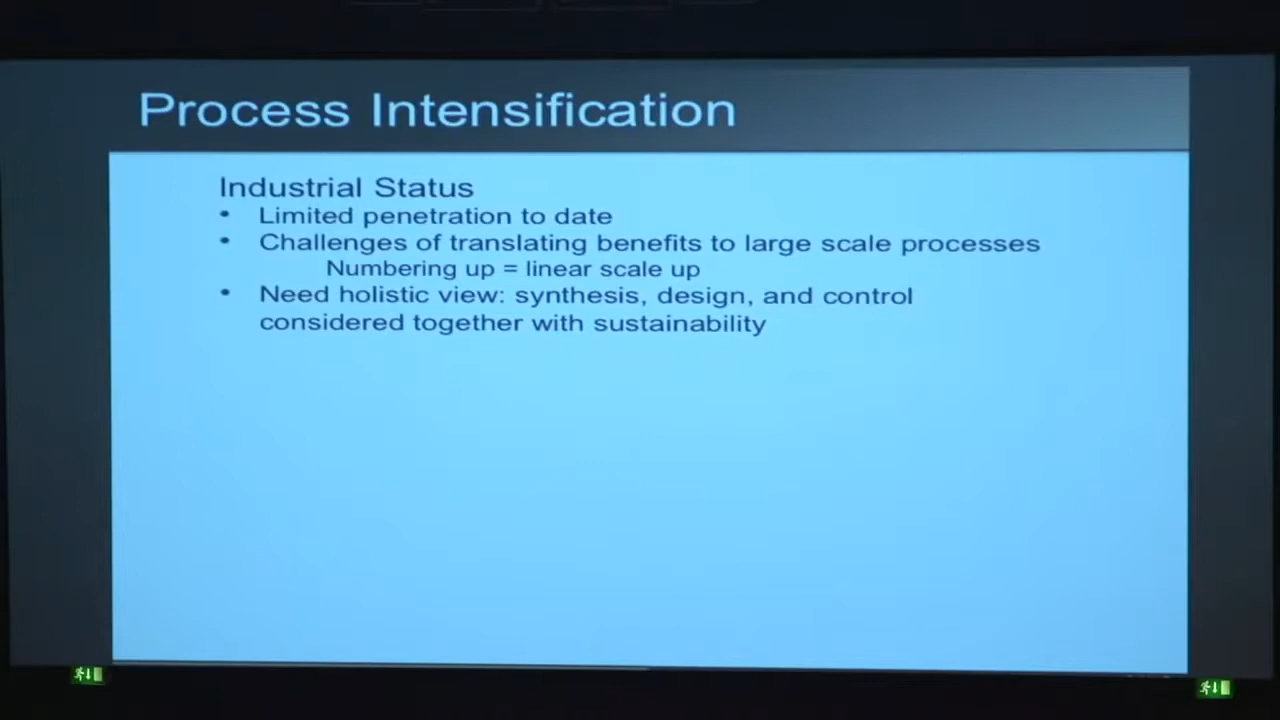 Process Intensification
Industrial Status
• Limited penetration to date
• Challenges of translating benefits to large scale processes
Numbering up = linear scale up
• Need holistic view: synthesis, design, and control
considered together with sustainability